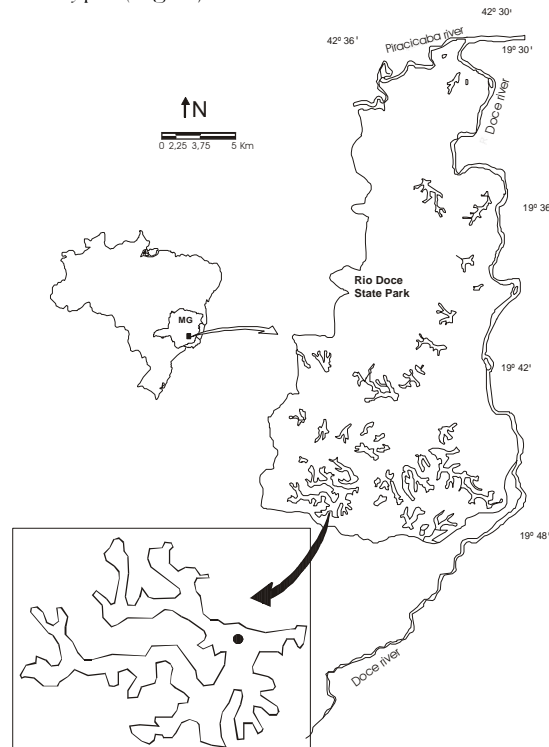 42º 30'
42º 36'
Piracicaba river
19º 30'
N
Doce river
0 2,25 3,75 5 Km
19º 36
Rio Doce
State Park
MG
19º 42'
19º 48'
Doce river